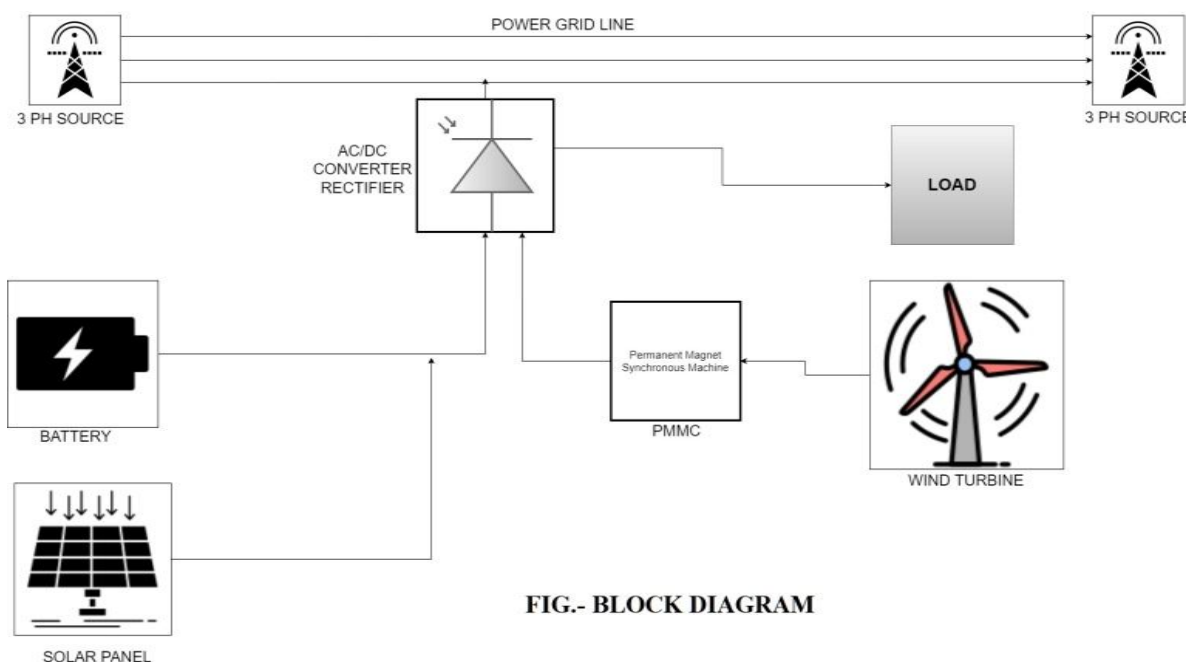 POWER GRID LINE
3 PH SOURCE
3 PH SOURCE
AC/DC
CONVERTER
RECTIFIER
LOAD
Permanent Magnet
Synchronous Machine
PMMC
BATTERY
WIND TURBINE
FIG.- BLOCK DIAGRAM
SOLAR PANEL